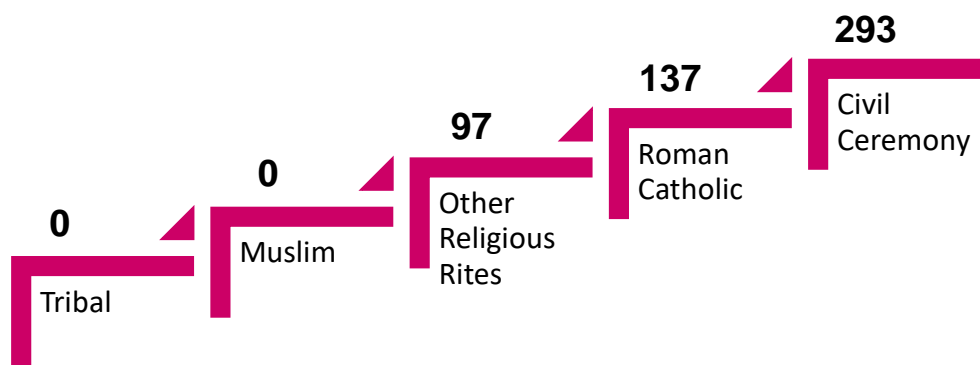 0
Tribal
0
Muslim
97
Other
Religious
Rites
137
Roman
Catholic
293
Civil
Ceremony